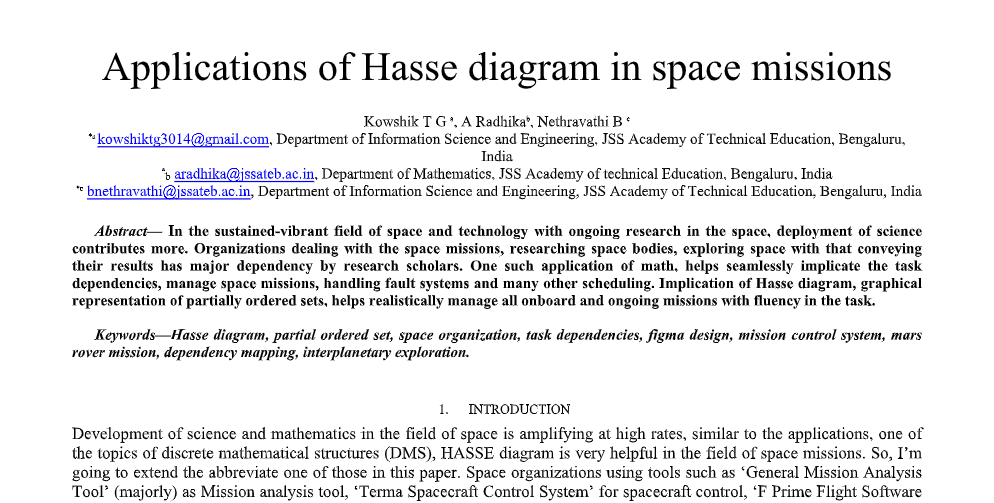 Applications of Hasse diagram in space missions
Kowshik T G ᵃ, A Radhikaᵇ, Nethravathi B ᶜ
*ₐ kowshiktg3014@gmail.com, Department of Information Science and Engineering, JSS Academy of Technical Education, Bengaluru,
India
*b aradhika@jssateb.ac.in, Department of Mathematics, JSS Academy of technical Education, Bengaluru, India
*ᶜ bnethravathi@jssateb.ac.in, Department of Information Science and Engineering, JSS Academy of Technical Education, Bengaluru, India
Abstract— In the sustained-vibrant field of space and technology with ongoing research in the space, deployment of science
contributes more. Organizations dealing with the space missions, researching space bodies, exploring space with that conveying
their results has major dependency by research scholars. One such application of math, helps seamlessly implicate the task
dependencies, manage space missions, handling fault systems and many other scheduling. Implication of Hasse diagram, graphical
representation of partially ordered sets, helps realistically manage all onboard and ongoing missions with fluency in the task.
Keywords—Hasse diagram, partial ordered set, space organization, task dependencies, figma design, mission control system, mars
rover mission, dependency mapping, interplanetary exploration.
1. INTRODUCTION
Development of science and mathematics in the field of space is amplifying at high rates, similar to the applications, one of
the topics of discrete mathematical structures (DMS), HASSE diagram is very helpful in the field of space missions. So, I'm
going to extend the abbreviate one of those in this paper. Space organizations using tools such as 'General Mission Analysis
Tool' (majorly) as Mission analysis tool, 'Terma Spacecraft Control System' for spacecraft control, 'F Prime Flight Software